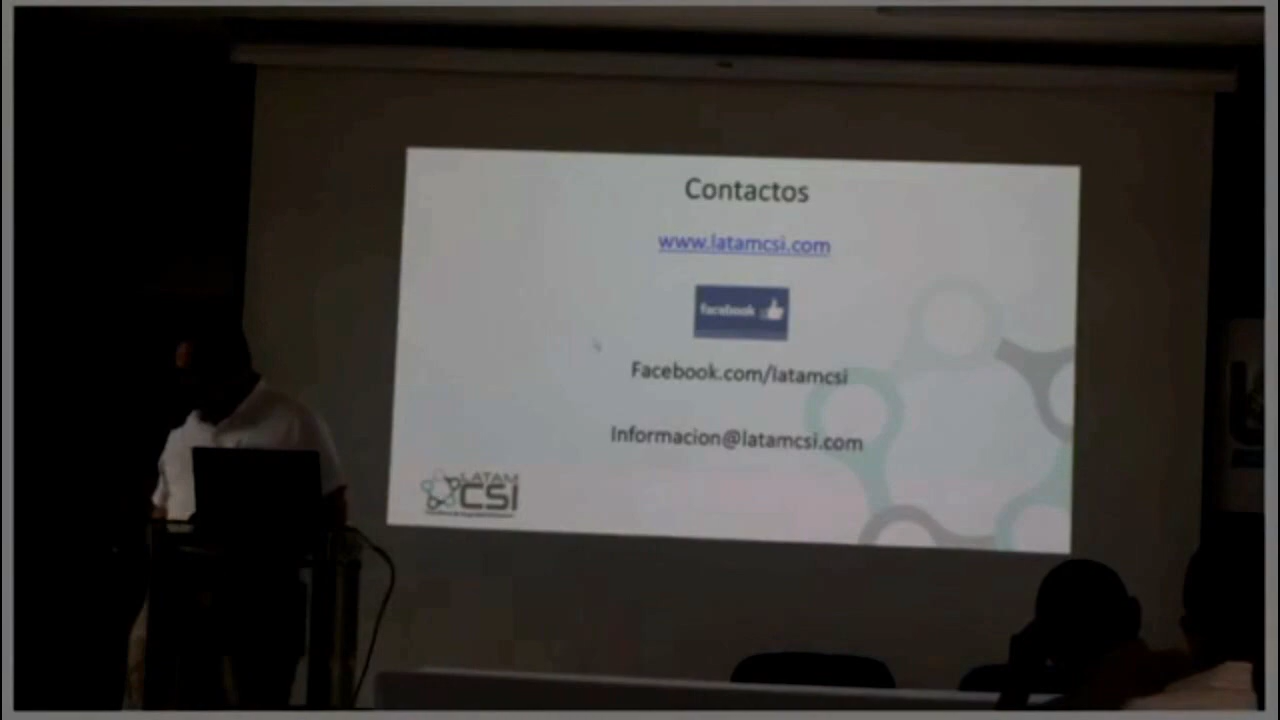 Contactos
www.latamcsi.com
facebook
Facebook.com/latamcsi
Informacion@latamcsi.com
LATAM
CSI